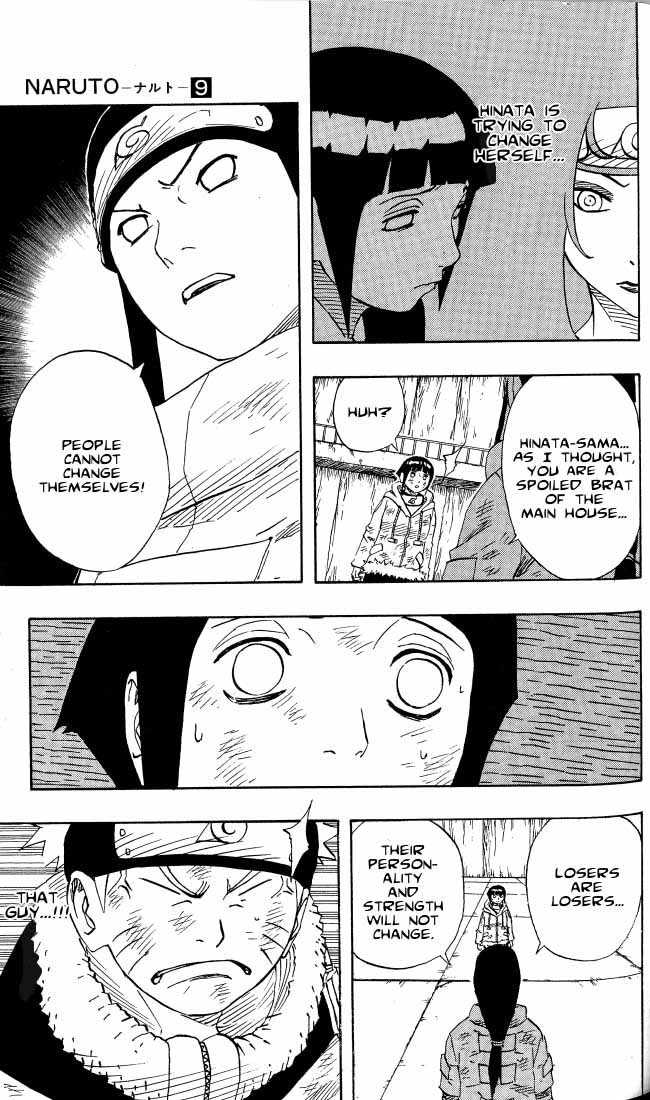 NARUTO—ナルト—9
HINATA IS
TRYING TO
CHANGE
HERSELF...
PEOPLE
CANNOT
CHANGE
THEMSELVES!
HINATA-SAMA...
AS I THOUGHT,
YOU ARE A
SPOILED BRAT
OF THE
MAIN HOUSE...
HUH?
LOSERS
ARE
LOSERS...
THEIR
PERSON-
ALITY
AND
STRENGTH
WILL NOT
CHANGE.
THAT
GUY...!!!